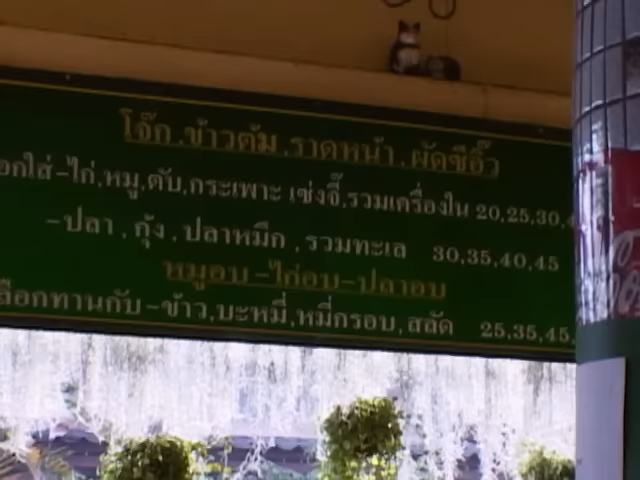 โจ๊ก.ข้าวต้ม.ราดหน้า.ผัดซีอิ๊ว
ใส่-ไก่,หมู,ตับ,กระเพาะ เซ่งจี๊,รวมเครื่องใน 20,25,30,
-ปลา.กุ้ง.ปลาหมึก.รวมทะเล 30,35,40,45
หมูอบ-ไก่อบ-ปลาอบ
ลือกทานกับ-ข้าว,บะหมี่,หมี่กรอบ,สลัด 25,35,45,